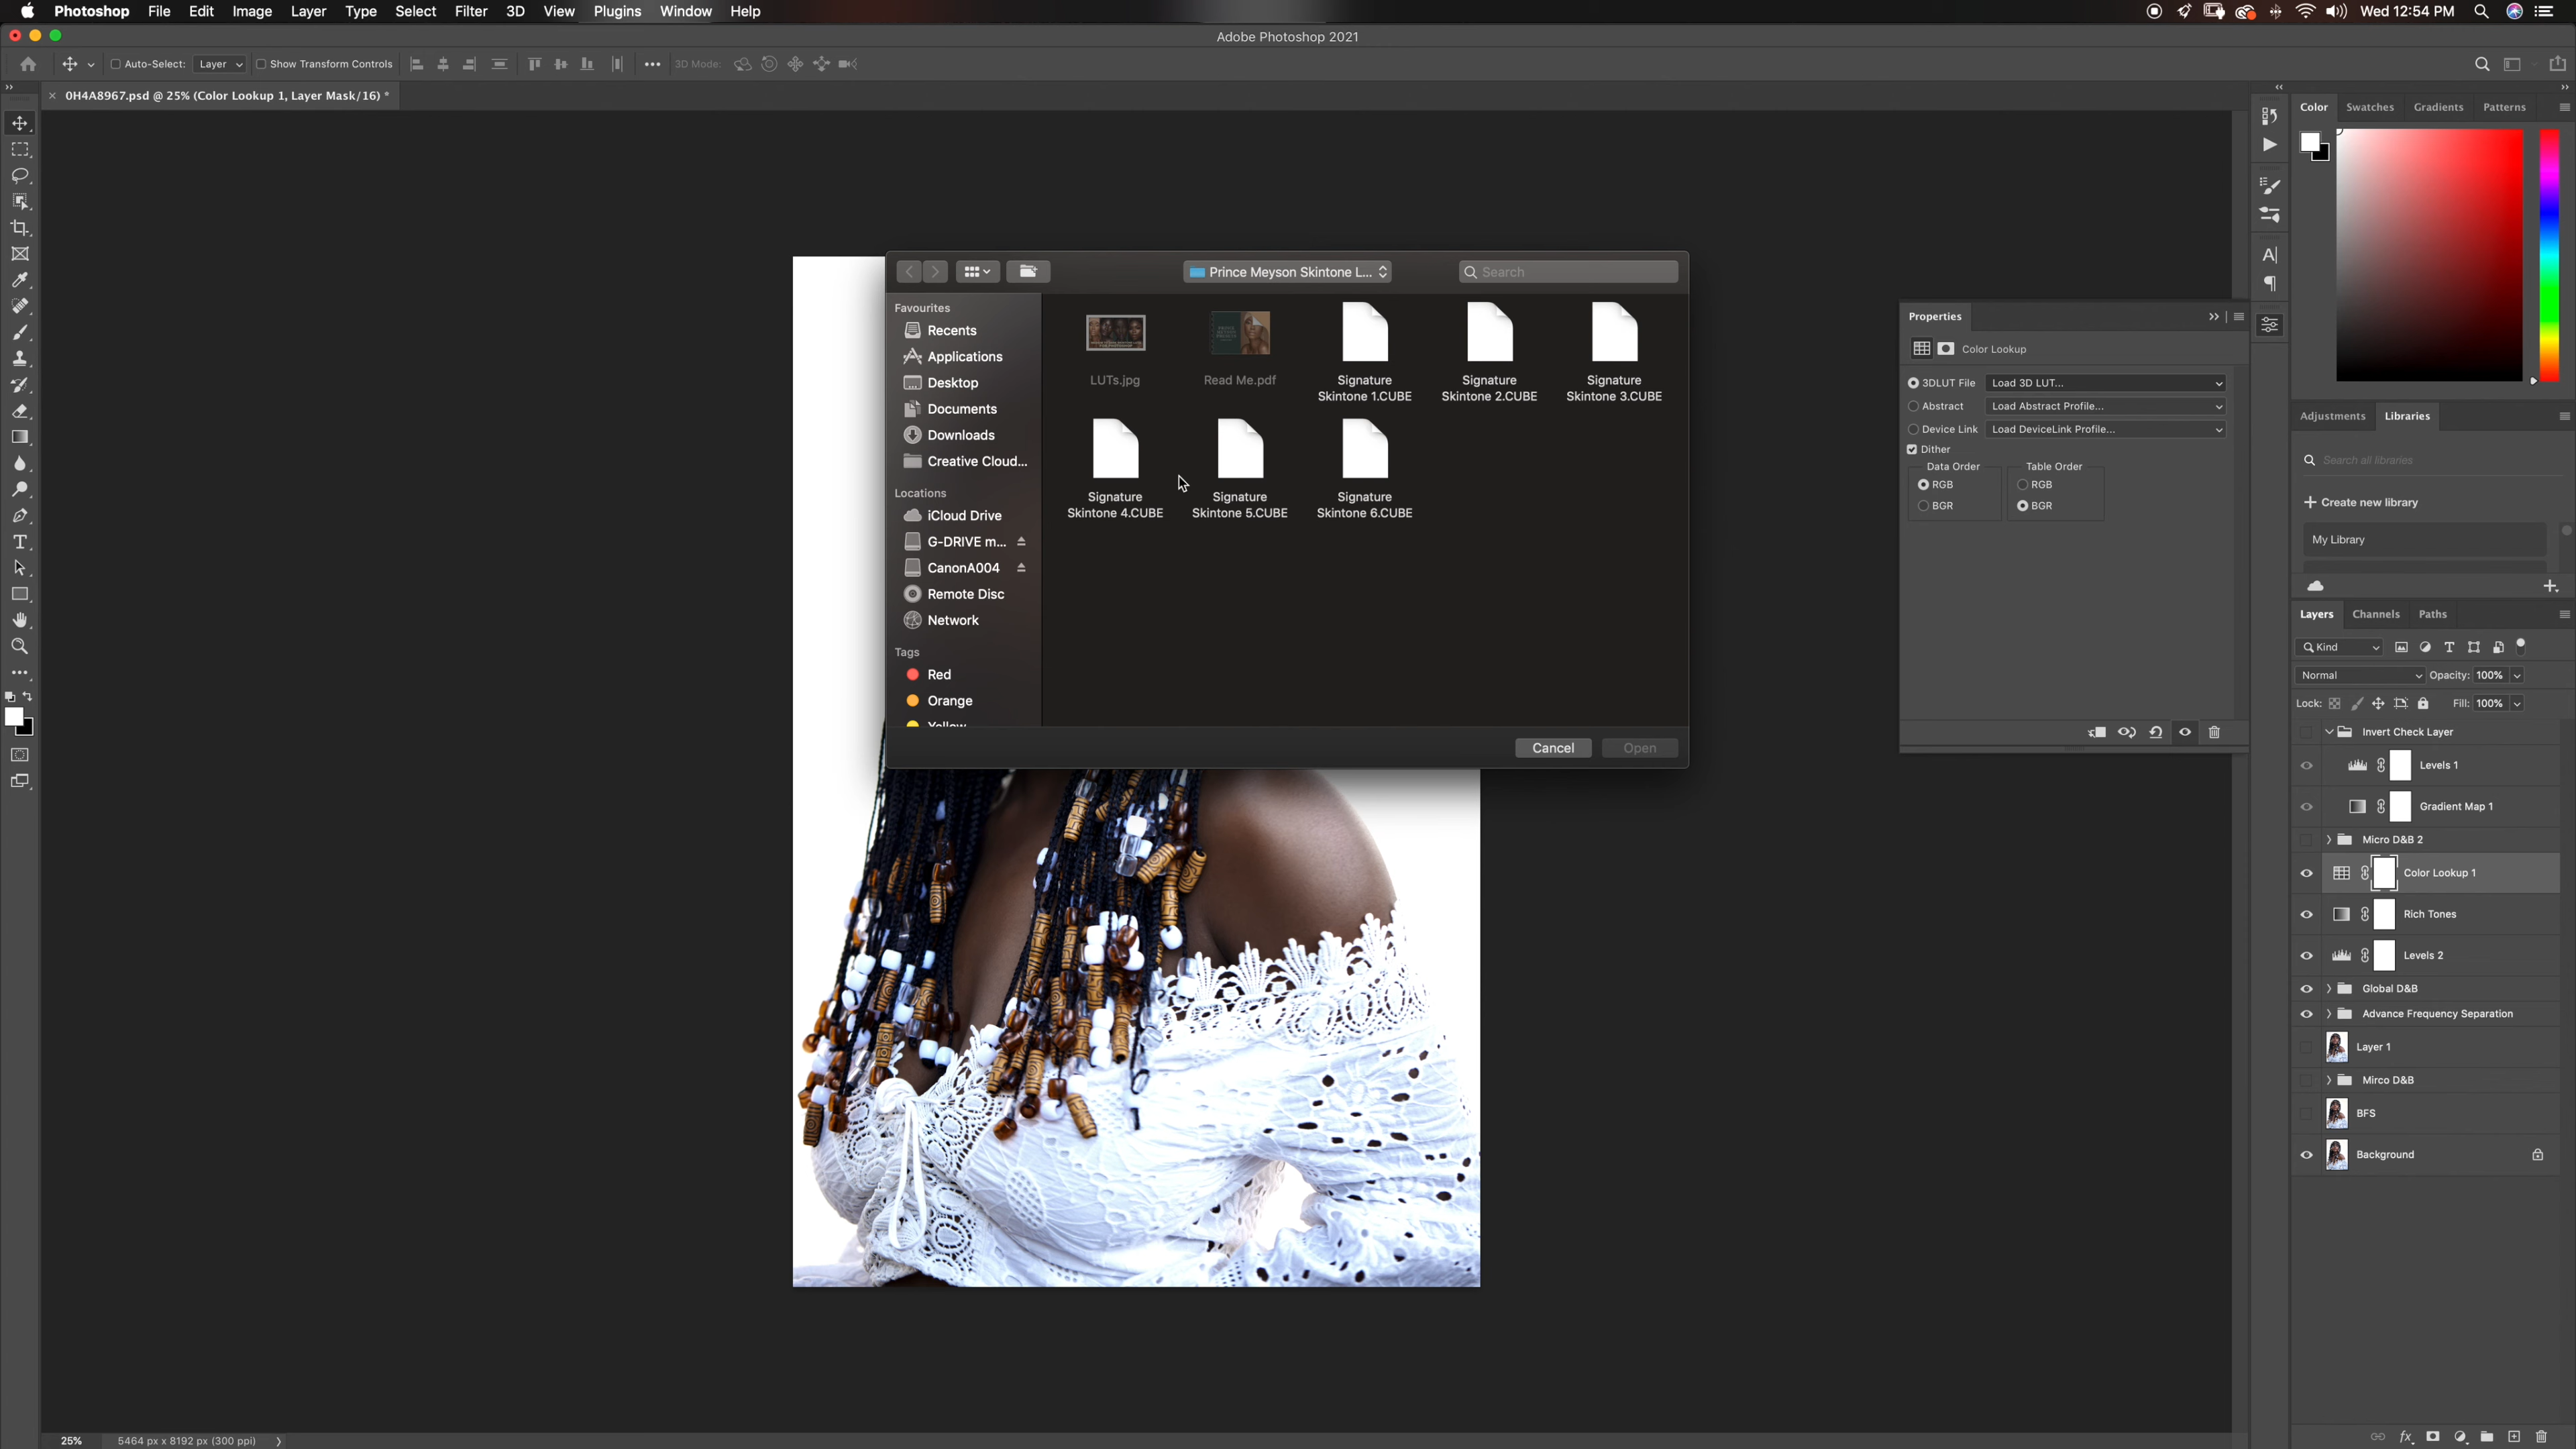 Photoshop File Edit Image Layer Type Select Filter 3D View Plugins Window Help Wed 12:54 PM
Adobe Photoshop 2021
Auto-Select: Layer Show Transform Controls 3D Mode:
0H4A8967.psd @ 25% (Color Lookup 1, Layer Mask/16) *
Color Swatches Gradients Patterns
Prince Meyson Skintone L... Search
Favourites
Recents
Applications
Desktop
Documents
Downloads
Creative Cloud...
Locations
iCloud Drive
G-DRIVE m...
CanonA004
Remote Disc
Network
Tags
Red
Orange
Yellow
LUTs.jpg
Read Me.pdf
Signature
Skintone 1.CUBE
Signature
Skintone 2.CUBE
Signature
Skintone 3.CUBE
Signature
Skintone 4.CUBE
Signature
Skintone 5.CUBE
Signature
Skintone 6.CUBE
Cancel Open
Properties
Color Lookup
3DLUT File Load 3D LUT...
Abstract Load Abstract Profile...
Device Link Load DeviceLink Profile...
Dither
Data Order Table Order
RGB RGB
BGR BGR
Adjustments Libraries
Search all libraries
Create new library
My Library
Layers Channels Paths
Kind
Normal Opacity: 100%
Lock: Fill: 100%
Invert Check Layer
Levels 1
Gradient Map 1
Micro D&B 2
Color Lookup 1
Rich Tones
Levels 2
Global D&B
Advance Frequency Separation
Layer 1
Mirco D&B
BFS
Background
25% 5464 px x 8192 px (300 ppi)